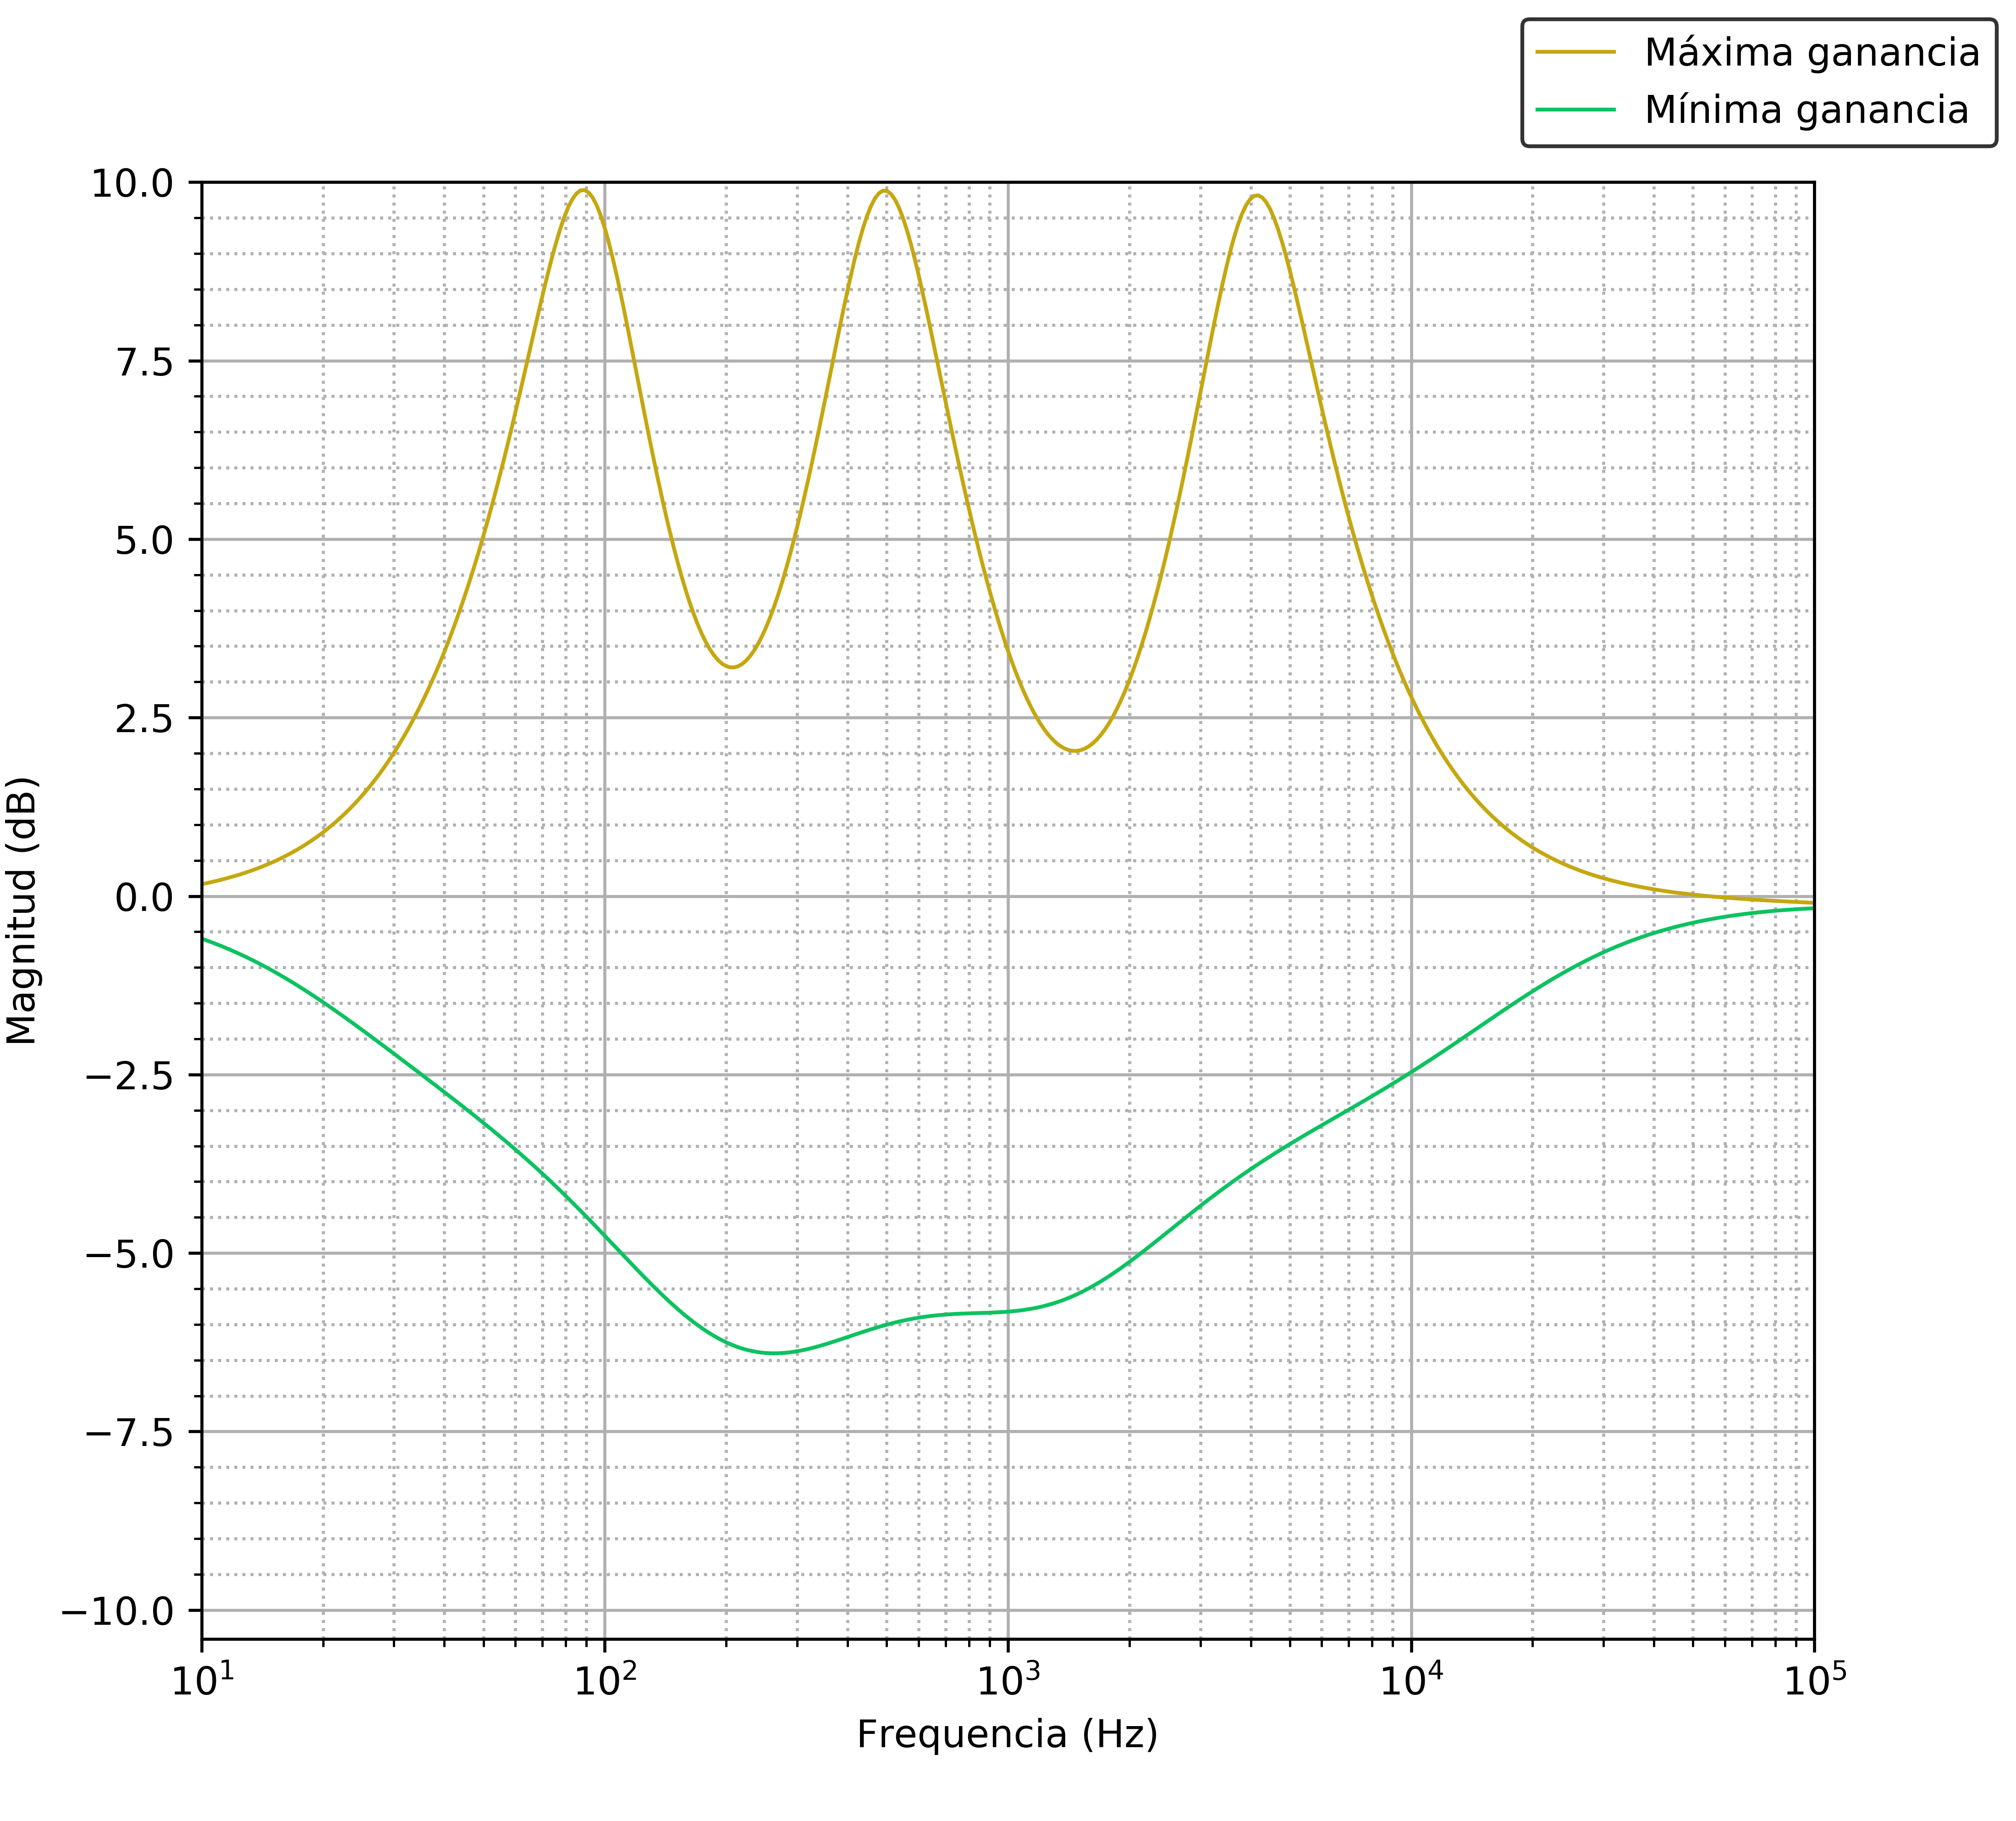 Máxima ganancia
Mínima ganancia
10.0
7.5
5.0
2.5
0.0
−2.5
−5.0
−7.5
−10.0
Magnitud (dB)
10¹ 10² 10³ 10⁴ 10⁵
Frequencia (Hz)